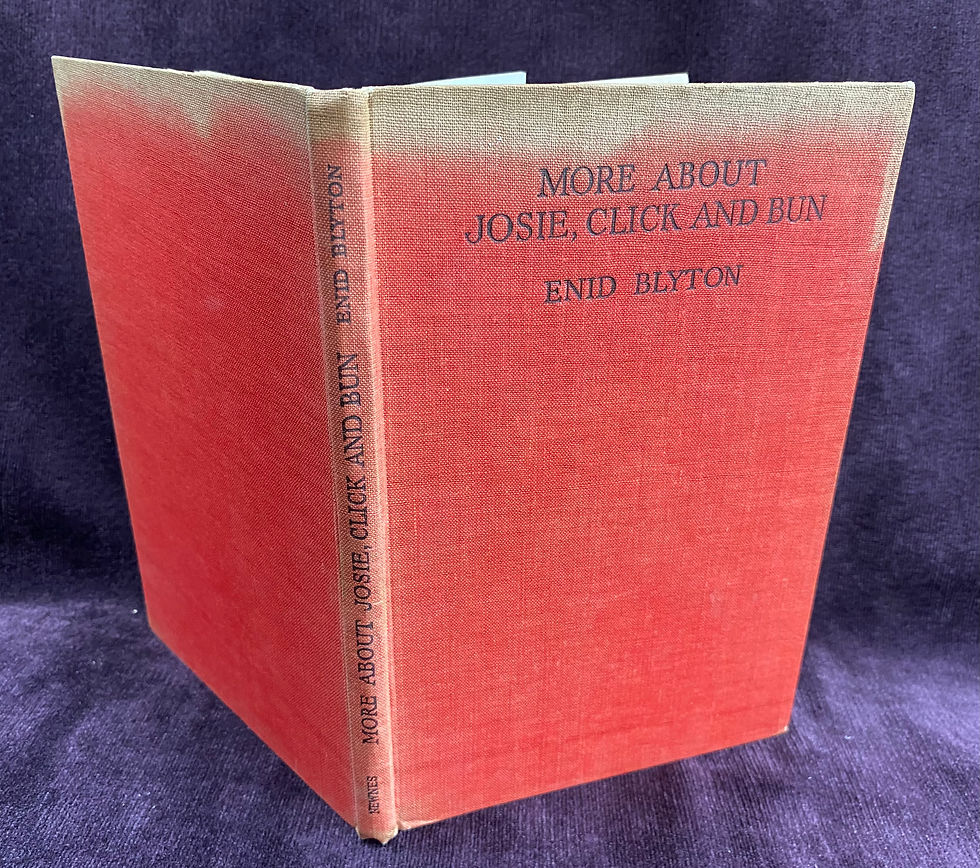 MORE ABOUT
JOSIE, CLICK AND BUN
ENID BLYTON
NEWNES MORE ABOUT JOSIE, CLICK AND BUN ENID BLYTON